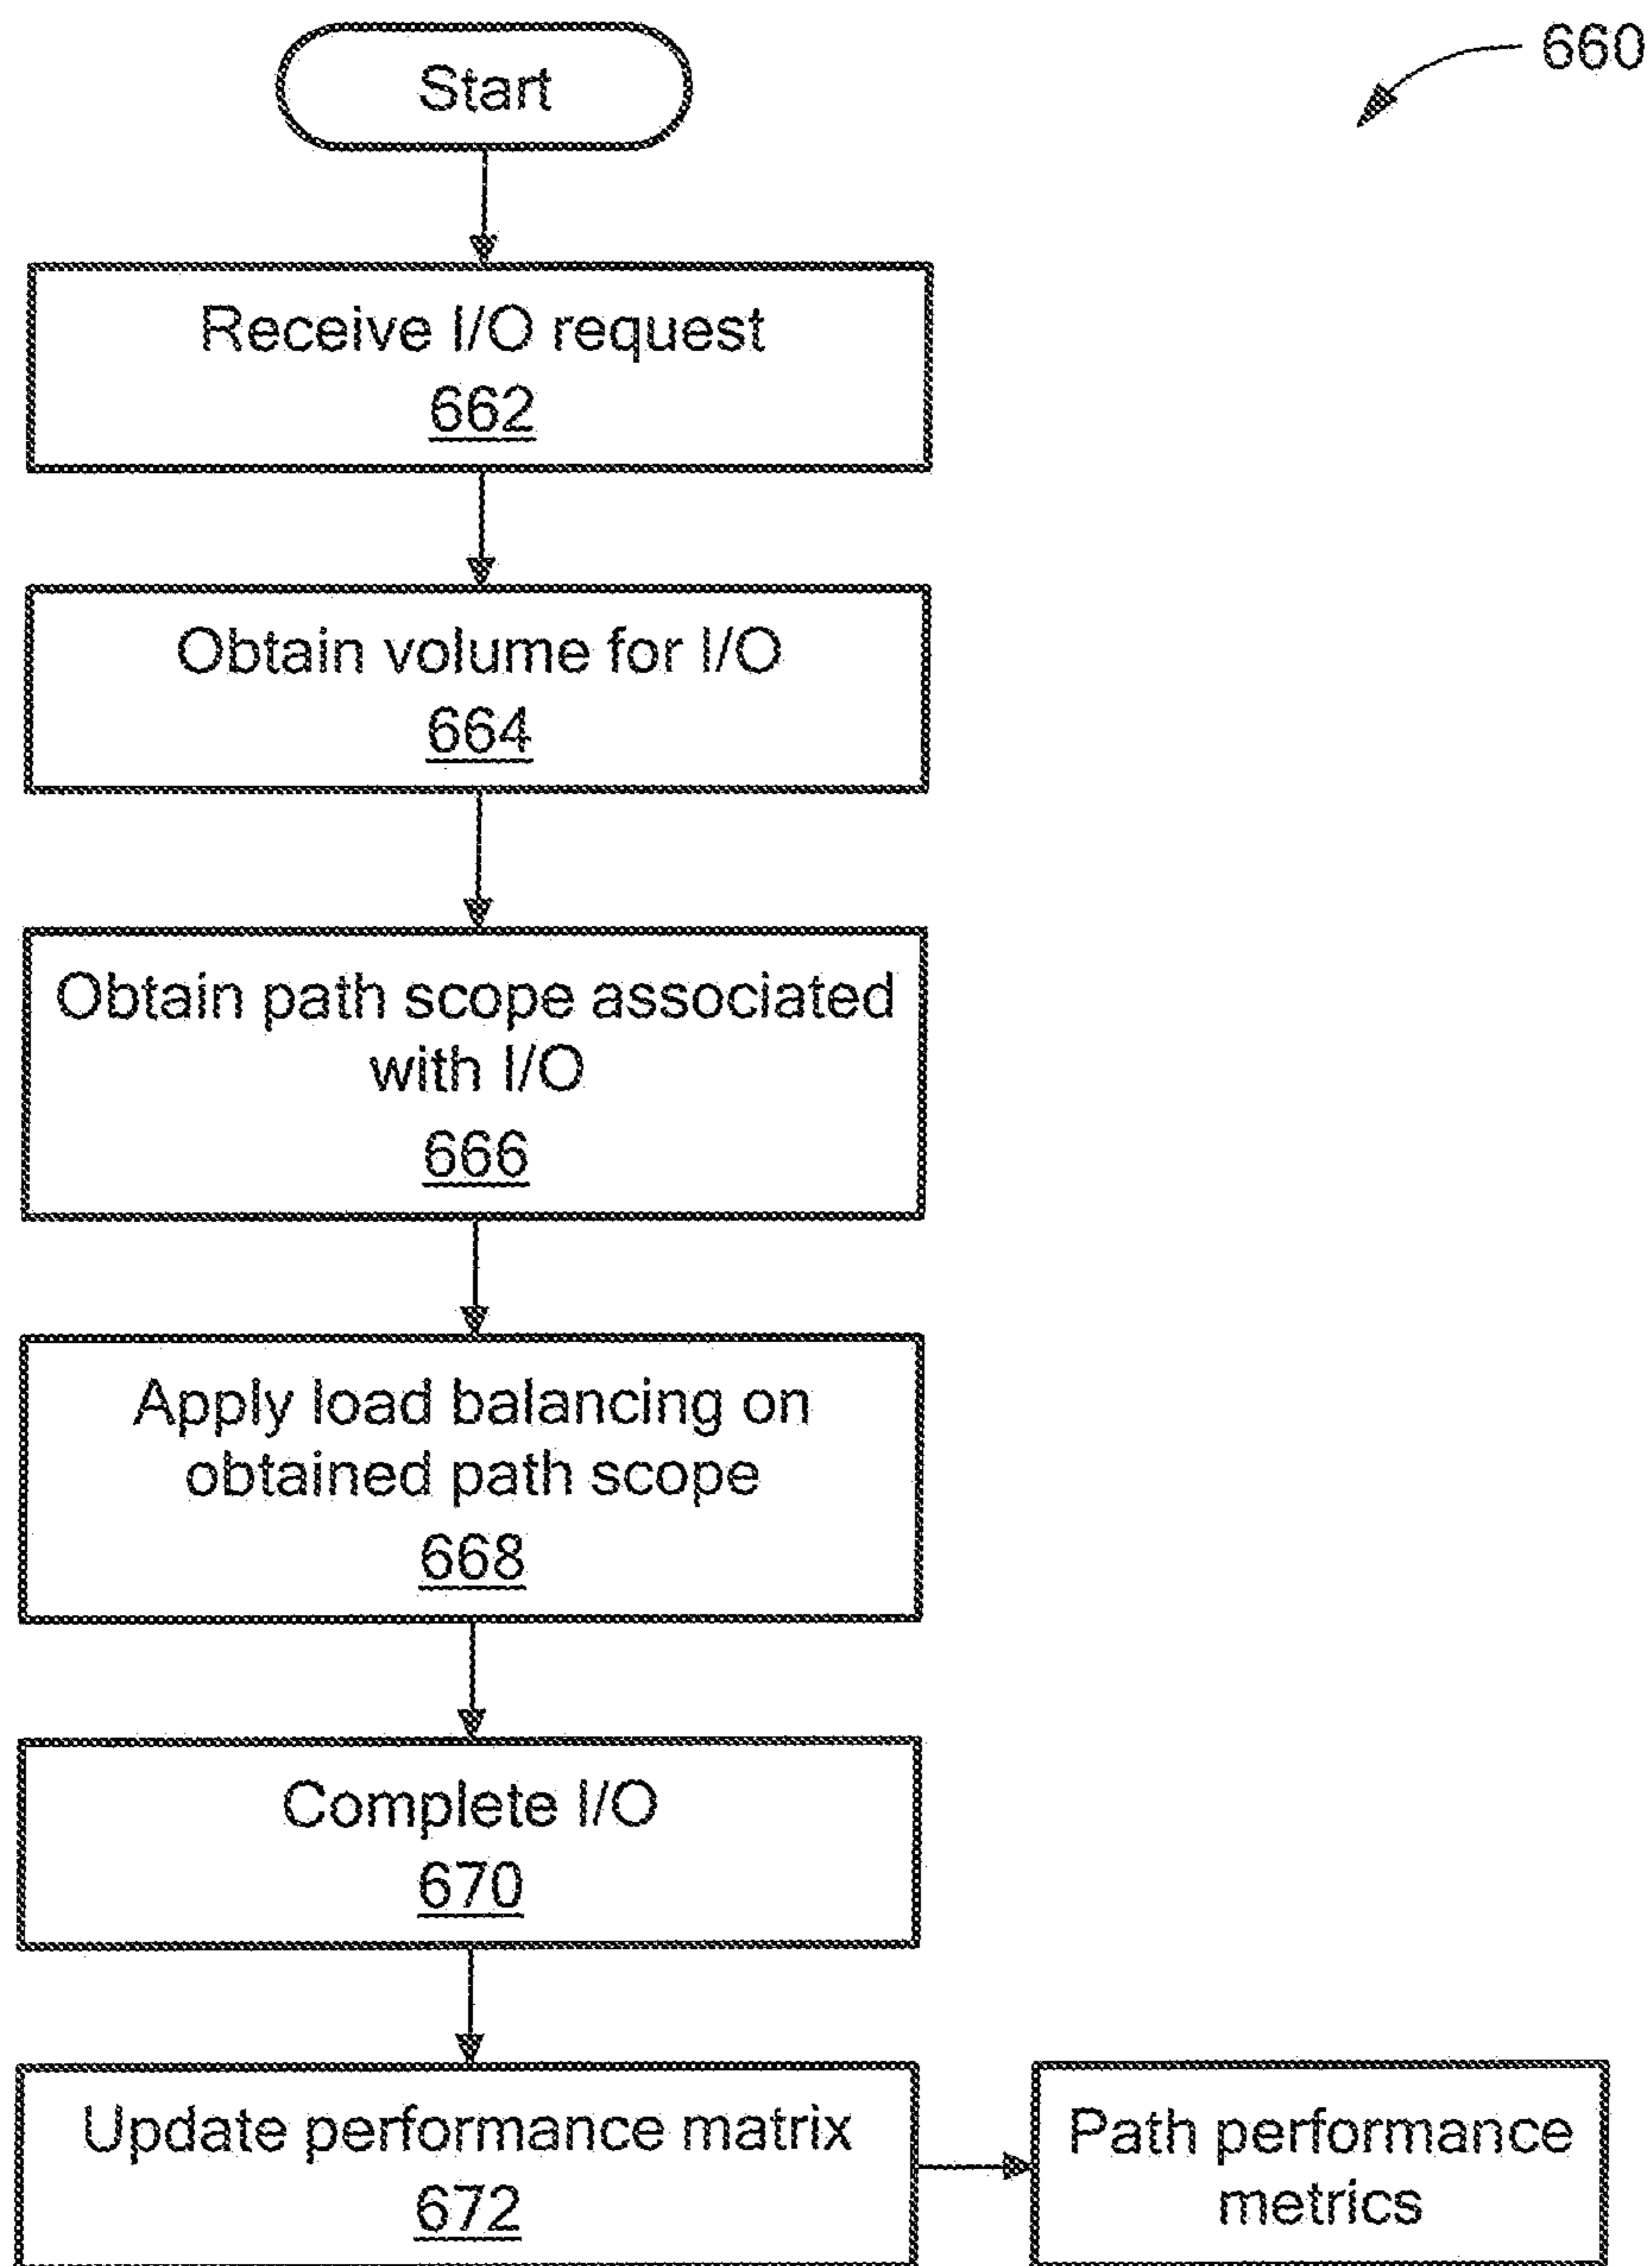 Start
660
Receive I/O request
662
Obtain volume for I/O
664
Obtain path scope associated
with I/O
666
Apply load balancing on
obtained path scope
668
Complete I/O
670
Update performance matrix
672
Path performance
metrics